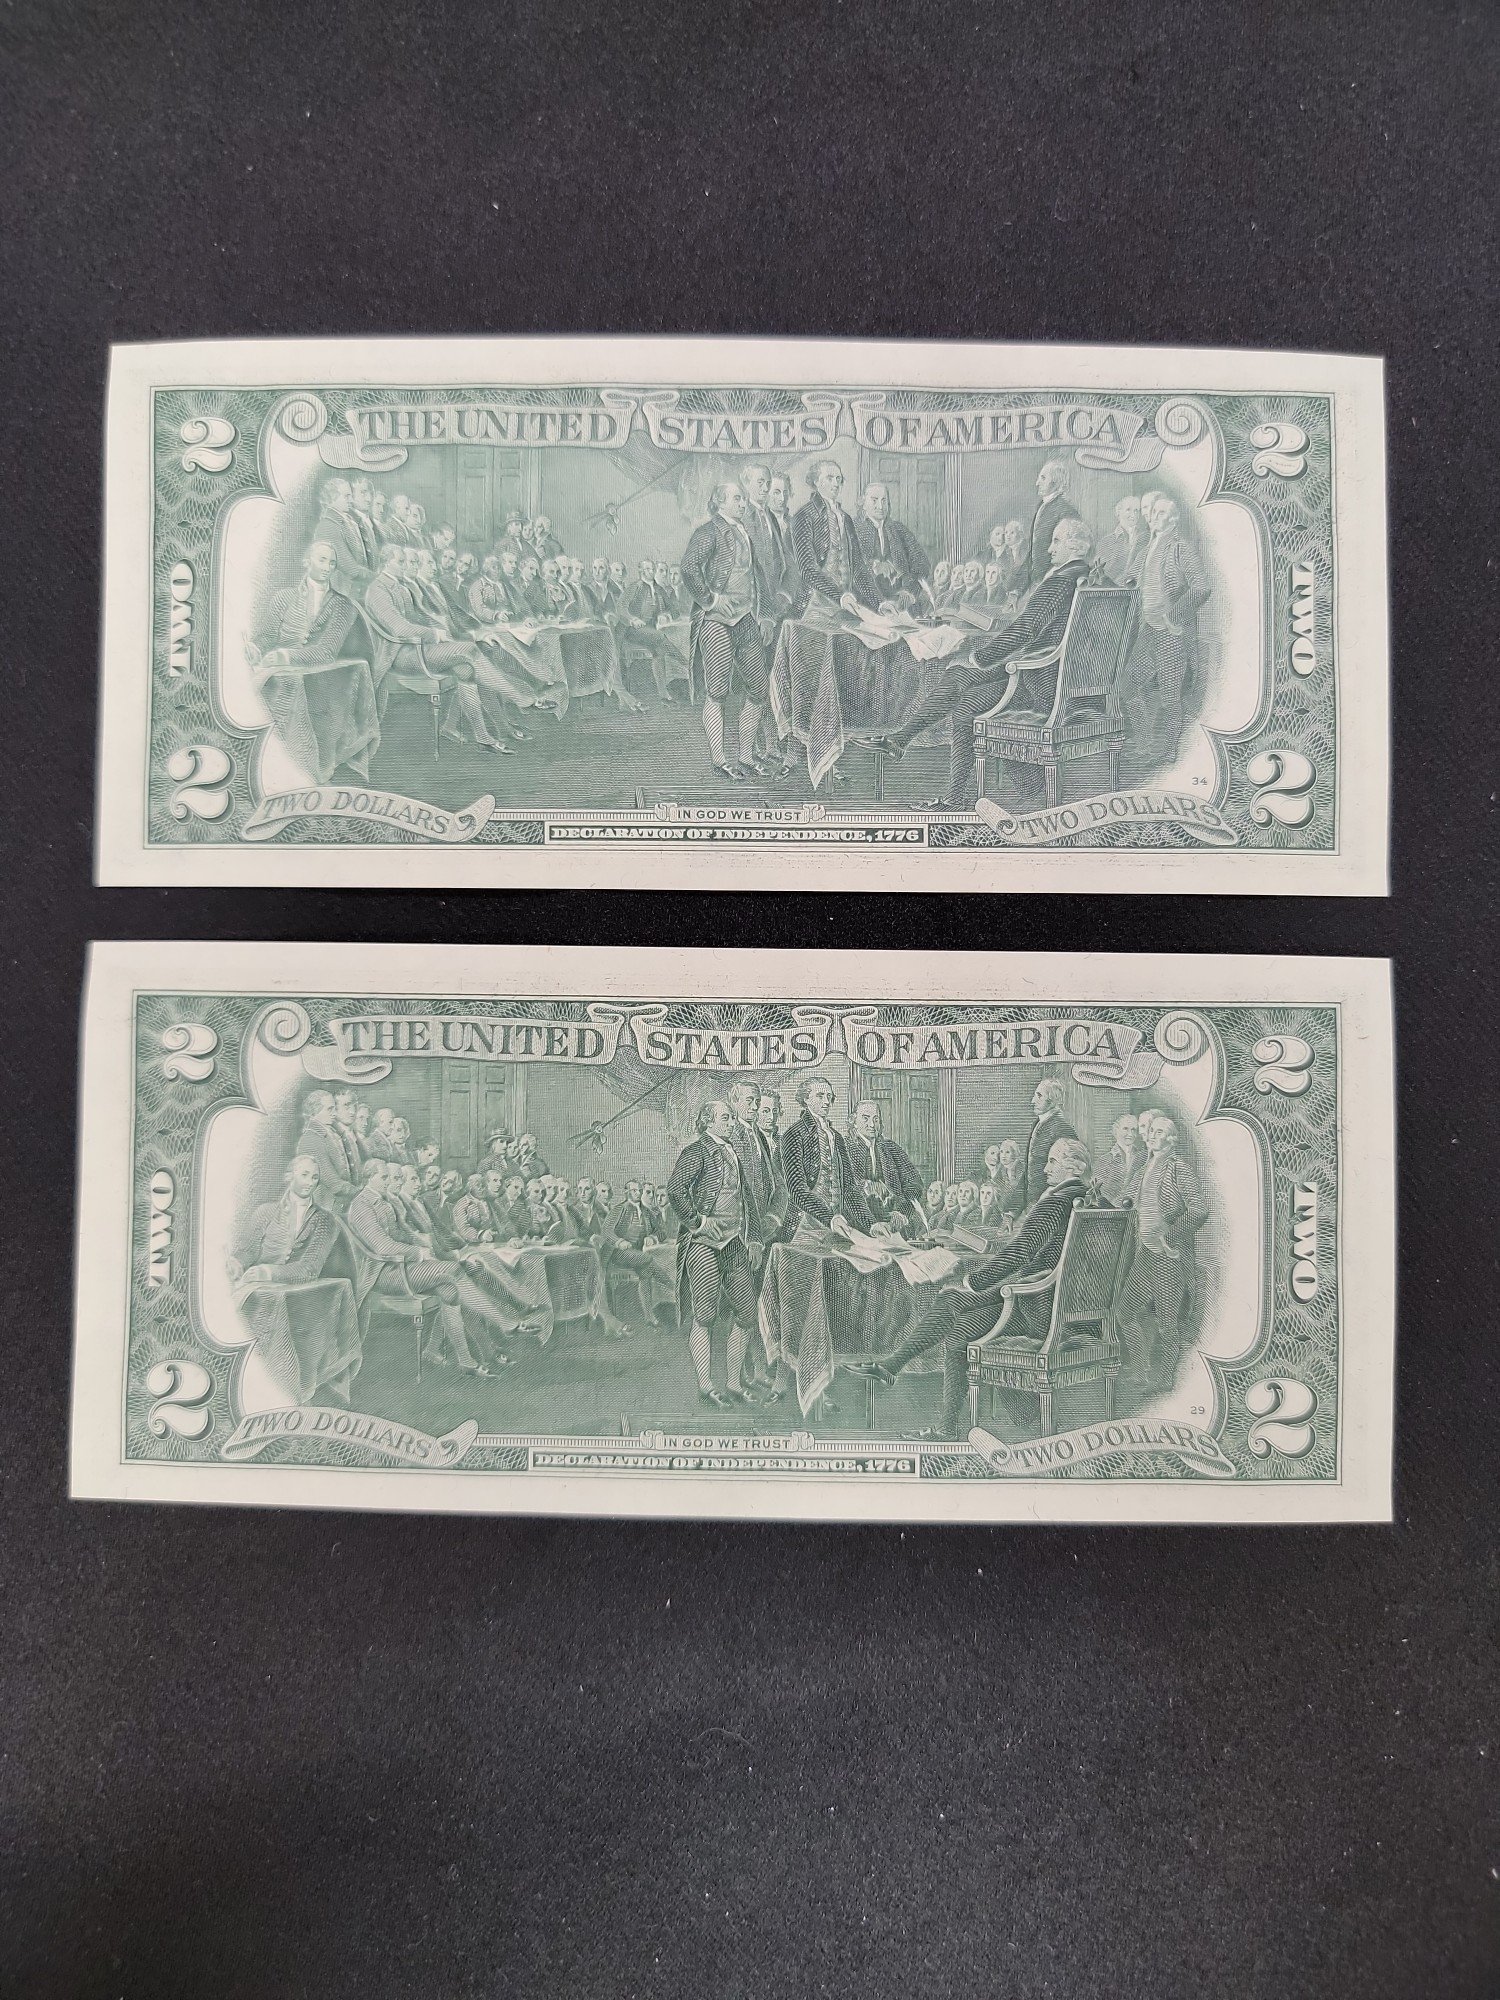 2 THE UNITED STATES OF AMERICA 2
TWO
TWO
34
2 TWO DOLLARS IN GOD WE TRUST TWO DOLLARS 2
DECLARATION OF INDEPENDENCE, 1776
2 THE UNITED STATES OF AMERICA 2
TWO
TWO
29
2 TWO DOLLARS IN GOD WE TRUST TWO DOLLARS 2
DECLARATION OF INDEPENDENCE, 1776